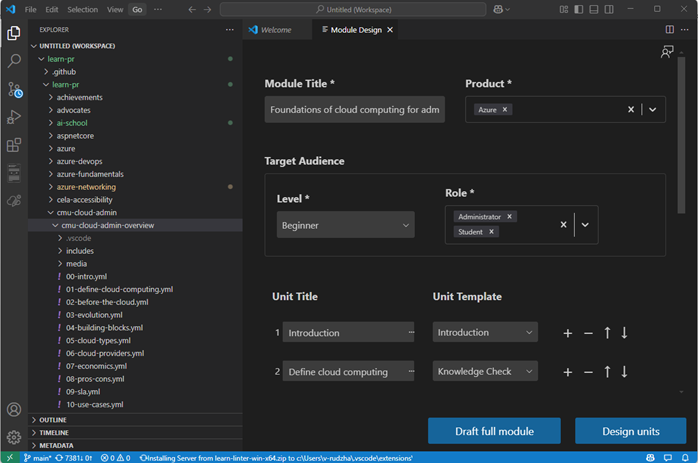 File Edit Selection View Go ··· Untitled (Workspace)
EXPLORER ···
UNTITLED (WORKSPACE)
learn-pr
.github
learn-pr
achievements
advocates
ai-school
aspnetcore
azure
azure-devops
azure-fundamentals
azure-networking
cela-accessibility
cmu-cloud-admin
cmu-cloud-admin-overview
.vscode
includes
media
00-intro.yml
01-define-cloud-computing.yml
02-before-the-cloud.yml
03-evolution.yml
04-building-blocks.yml
05-cloud-types.yml
06-cloud-providers.yml
07-economics.yml
08-pros-cons.yml
09-sla.yml
10-use-cases.yml
OUTLINE
TIMELINE
METADATA
Welcome Module Design
Module Title * Product *
Foundations of cloud computing for adm Azure
Target Audience
Level * Role *
Beginner Administrator
Student
Unit Title Unit Template
1 Introduction ··· Introduction
2 Define cloud computing ··· Knowledge Check
Draft full module Design units
main* 7381↓ 0↑ 0 0 Installing Server from learn-linter-win-x64.zip to c:\Users\v-rudzha\.vscode\extensions'